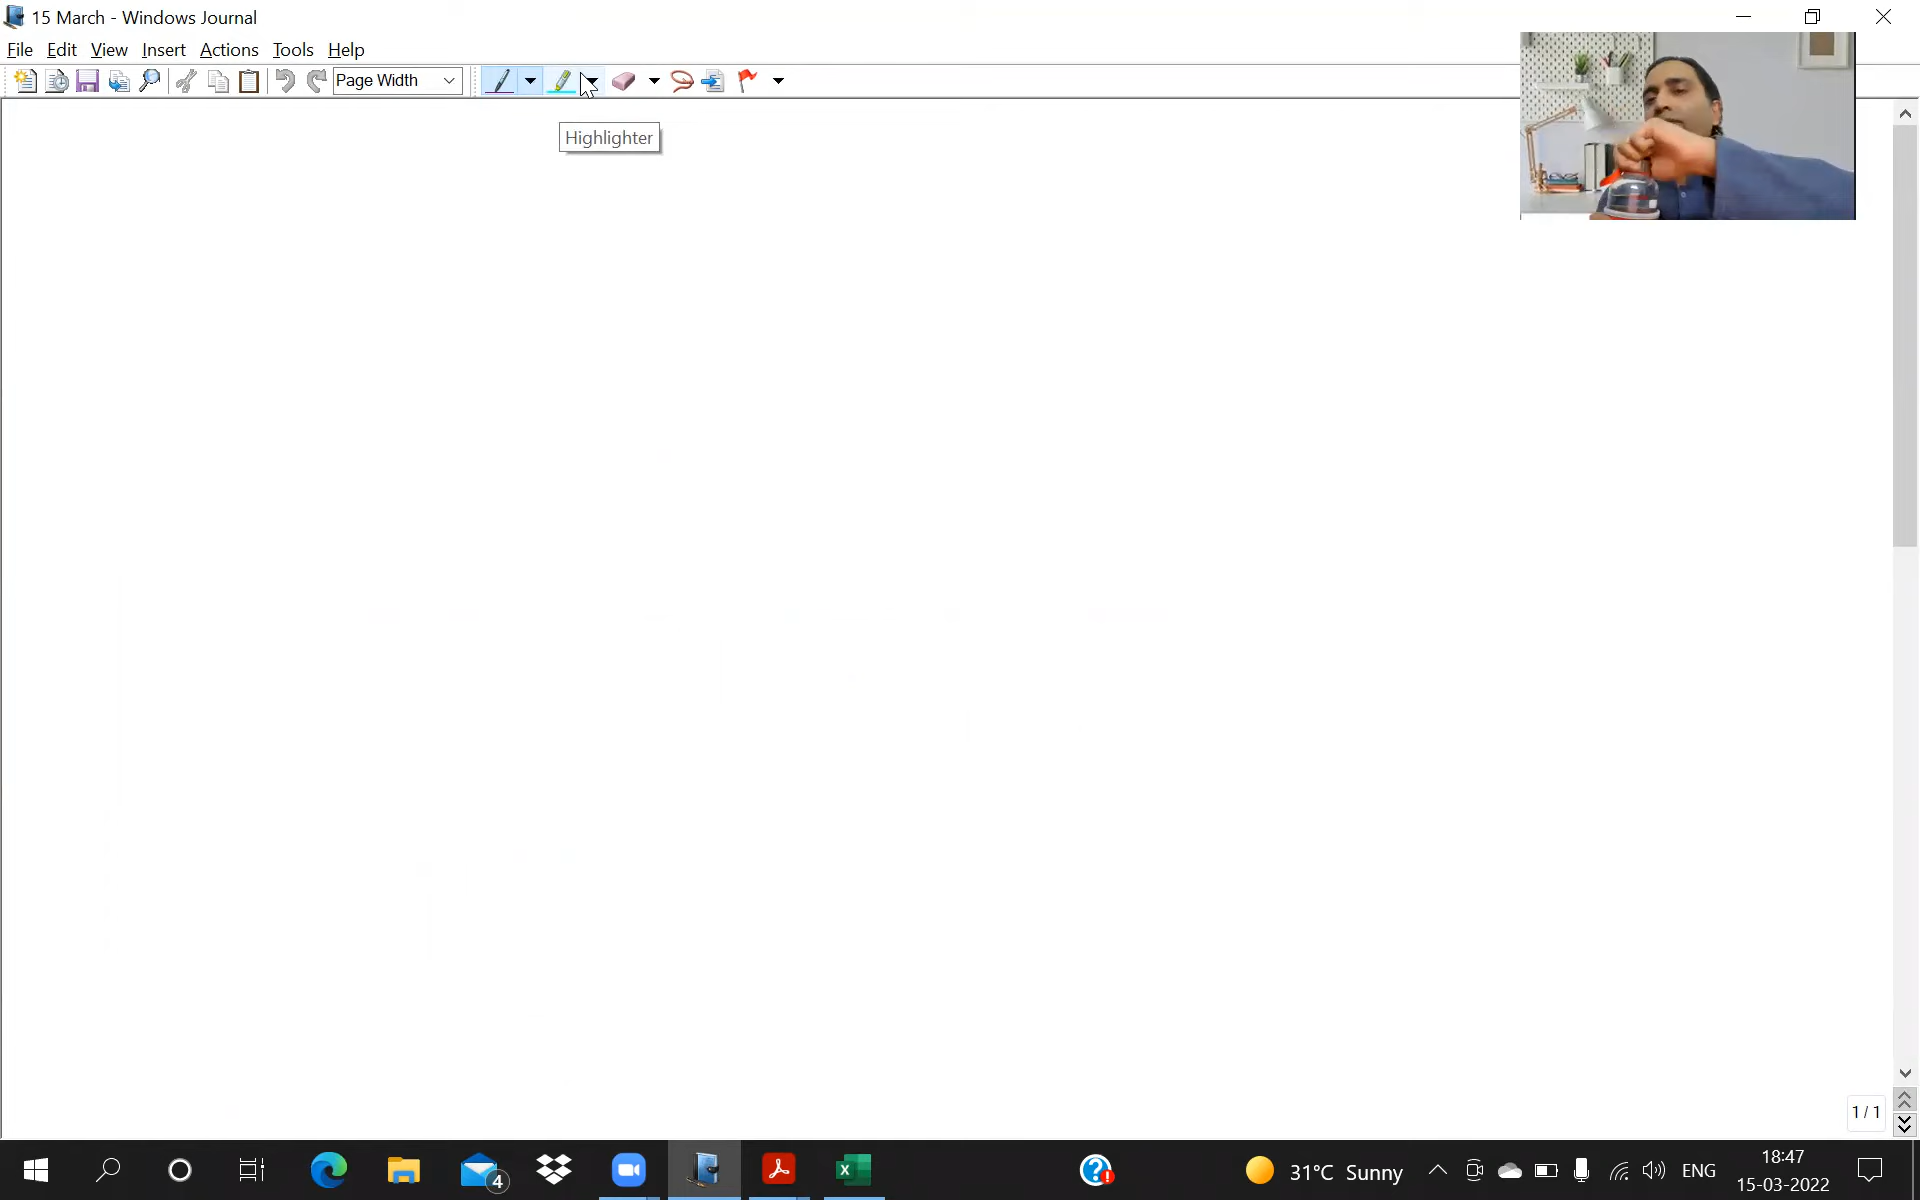 15 March - Windows Journal
File Edit View Insert Actions Tools Help
Page Width
Highlighter
1 / 1
4
31°C Sunny
ENG
18:47
15-03-2022